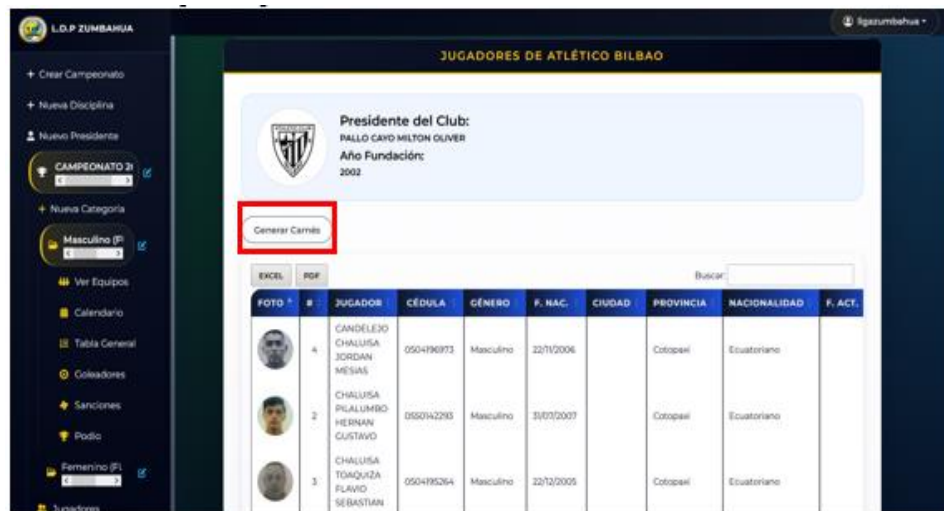 L.D.P ZUMBAHUA
ligazumbahua
JUGADORES DE ATLÉTICO BILBAO
+ Crear Campeonato
+ Nueva Disciplina
Nuevo Presidente
CAMPEONATO 2
+ Nueva Categoria
Masculino (F
Ver Equipos
Calendario
Tabla General
Goleadores
Sanciones
Podio
Femenino (F
Jugadores
Presidente del Club:
PALLO CAYO MILTON OLIVER
Año Fundación:
2002
Generar Carnés
EXCEL PDF Buscar:
FOTO # JUGADOR CÉDULA GÉNERO F. NAC. CIUDAD PROVINCIA NACIONALIDAD F. ACT.
4 CANDELEJO CHALUISA JORDAN MESIAS 0504196973 Masculino 22/11/2006 Cotopaxi Ecuatoriano
2 CHALUISA PILALUMBO HERNAN GUSTAVO 0550142293 Masculino 31/07/2007 Cotopaxi Ecuatoriano
3 CHALUISA TOAQUIZA FLAVIO SEBASTIAN 0504195264 Masculino 22/12/2005 Cotopaxi Ecuatoriano